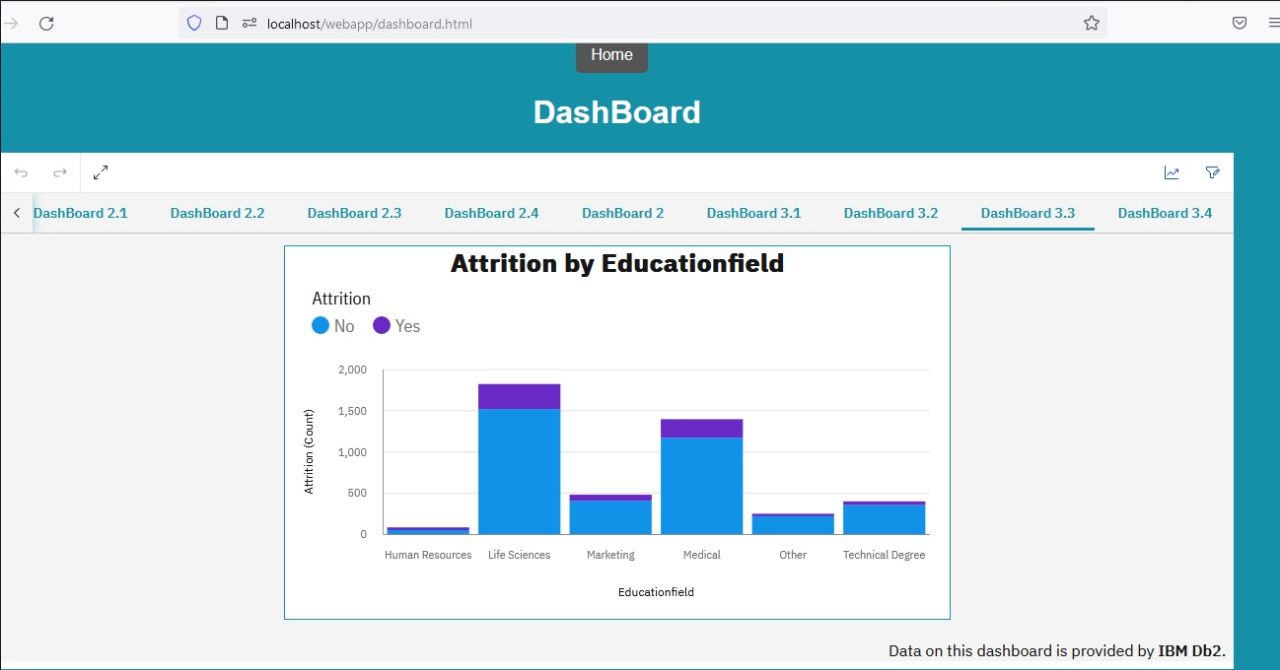 localhost/webapp/dashboard.html
Home
DashBoard
DashBoard 2.1 DashBoard 2.2 DashBoard 2.3 DashBoard 2.4 DashBoard 2 DashBoard 3.1 DashBoard 3.2 DashBoard 3.3 DashBoard 3.4
Attrition by Educationfield
Attrition
No Yes
2,000
1,500
1,000
500
0
Attrition (Count)
Human Resources Life Sciences Marketing Medical Other Technical Degree
Educationfield
Data on this dashboard is provided by IBM Db2.